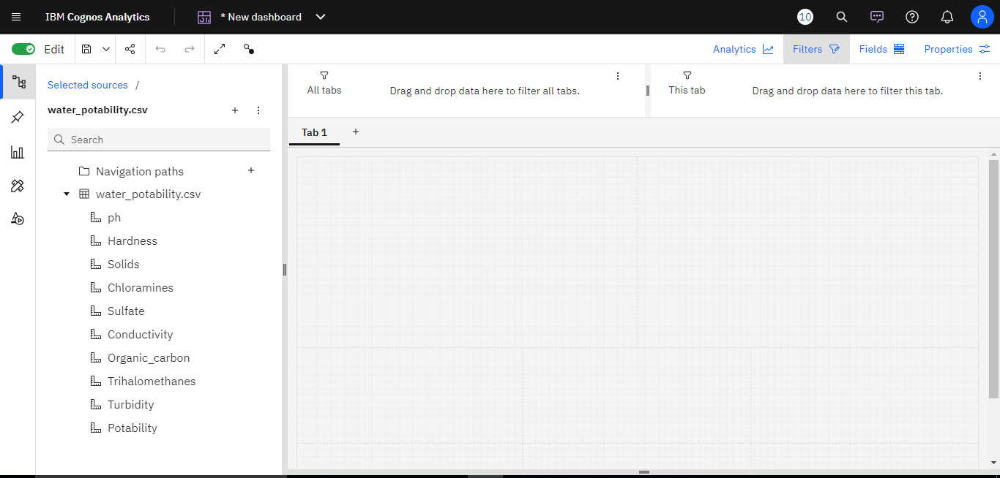 IBM Cognos Analytics
* New dashboard
10
Edit
Analytics
Filters
Fields
Properties
Selected sources /
water_potability.csv
Search
Navigation paths
water_potability.csv
ph
Hardness
Solids
Chloramines
Sulfate
Conductivity
Organic_carbon
Trihalomethanes
Turbidity
Potability
All tabs
Drag and drop data here to filter all tabs.
This tab
Drag and drop data here to filter this tab.
Tab 1